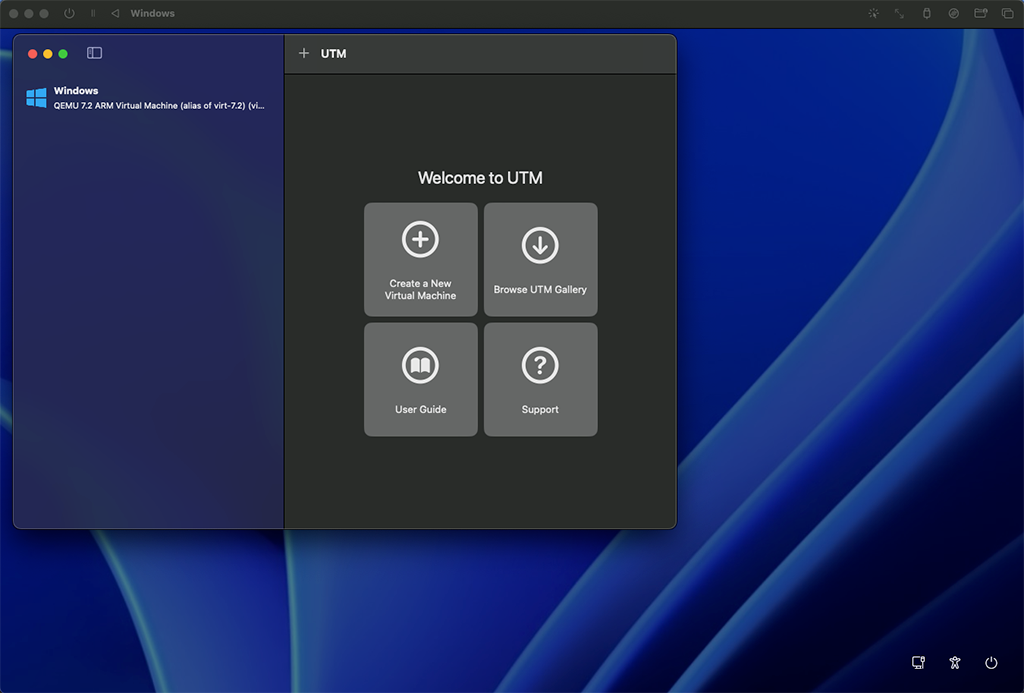 Windows
UTM
Windows
QEMU 7.2 ARM Virtual Machine (alias of virt-7.2) (vi...
Welcome to UTM
Create a New
Virtual Machine
Browse UTM Gallery
User Guide
Support